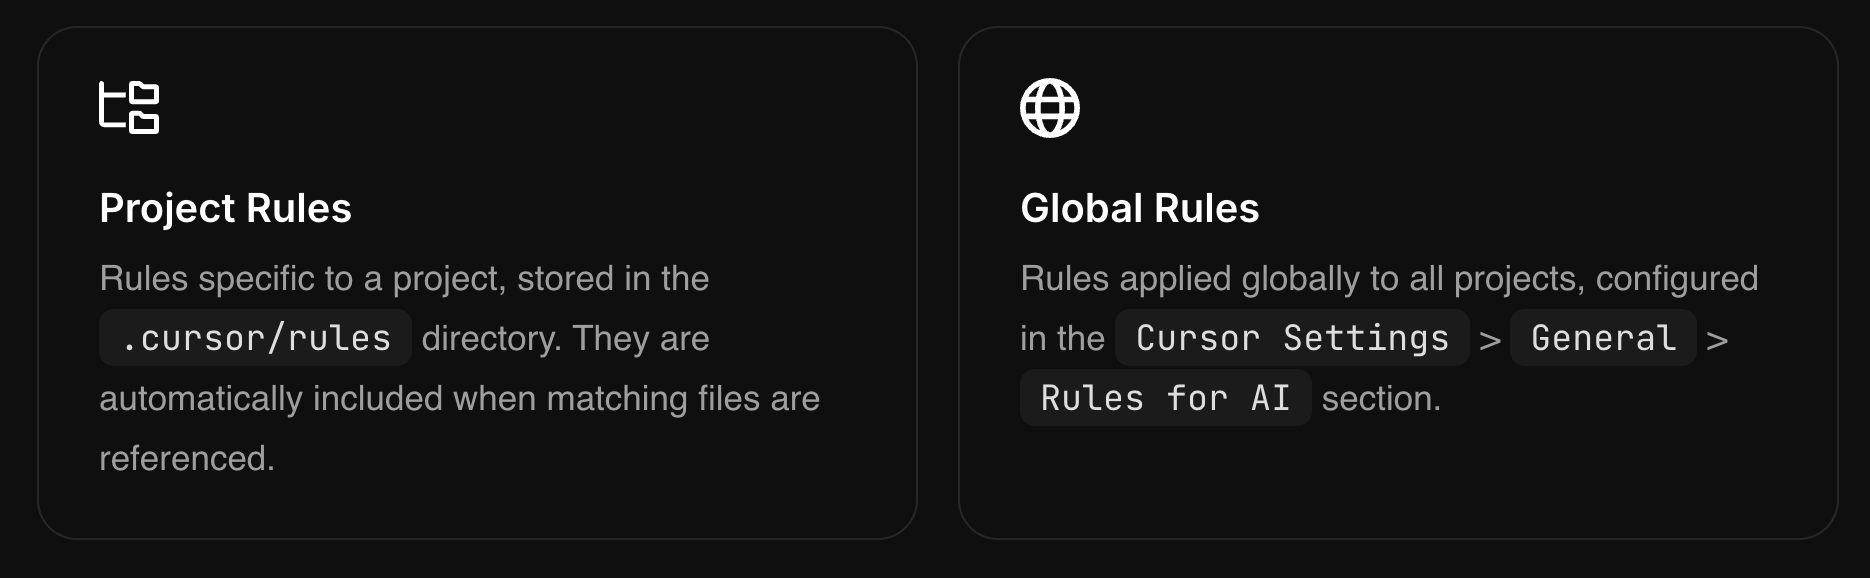 Project Rules
Rules specific to a project, stored in the
.cursor/rules directory. They are
automatically included when matching files are
referenced.
Global Rules
Rules applied globally to all projects, configured
in the Cursor Settings > General >
Rules for AI section.